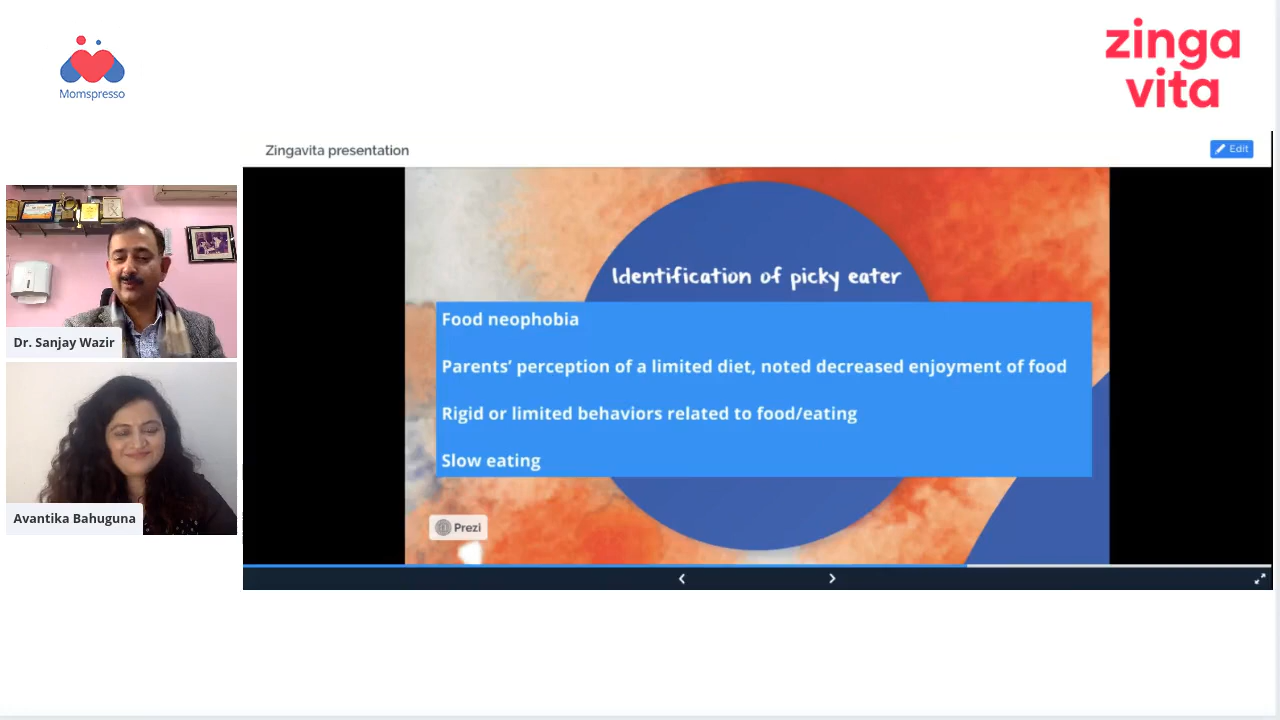 Momspresso
zinga
vita
Zingavita presentation
Edit
Identification of picky eater
Food neophobia
Parents’ perception of a limited diet, noted decreased enjoyment of food
Rigid or limited behaviors related to food/eating
Slow eating
Prezi
Dr. Sanjay Wazir
Avantika Bahuguna